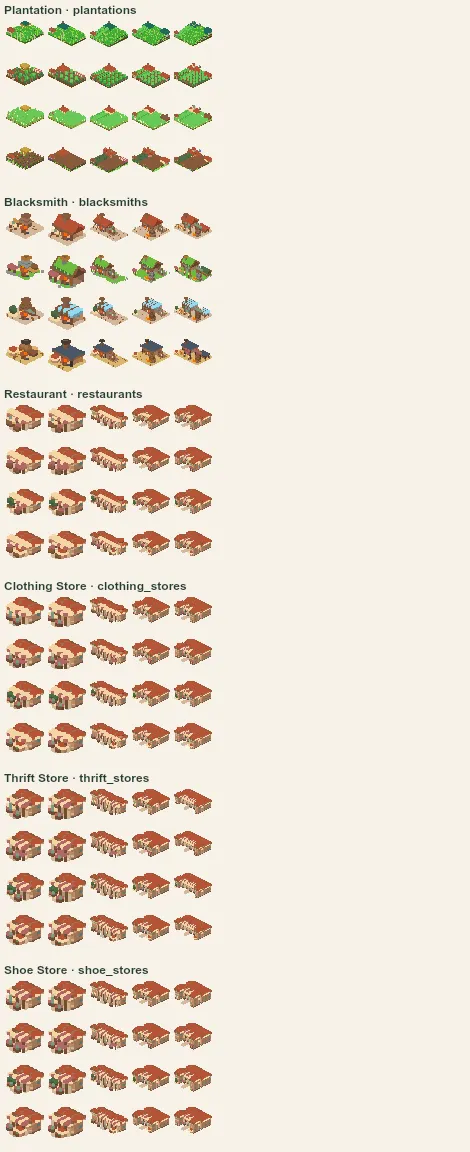 Plantation · plantations
Blacksmith · blacksmiths
Restaurant · restaurants
Clothing Store · clothing_stores
Thrift Store · thrift_stores
Shoe Store · shoe_stores